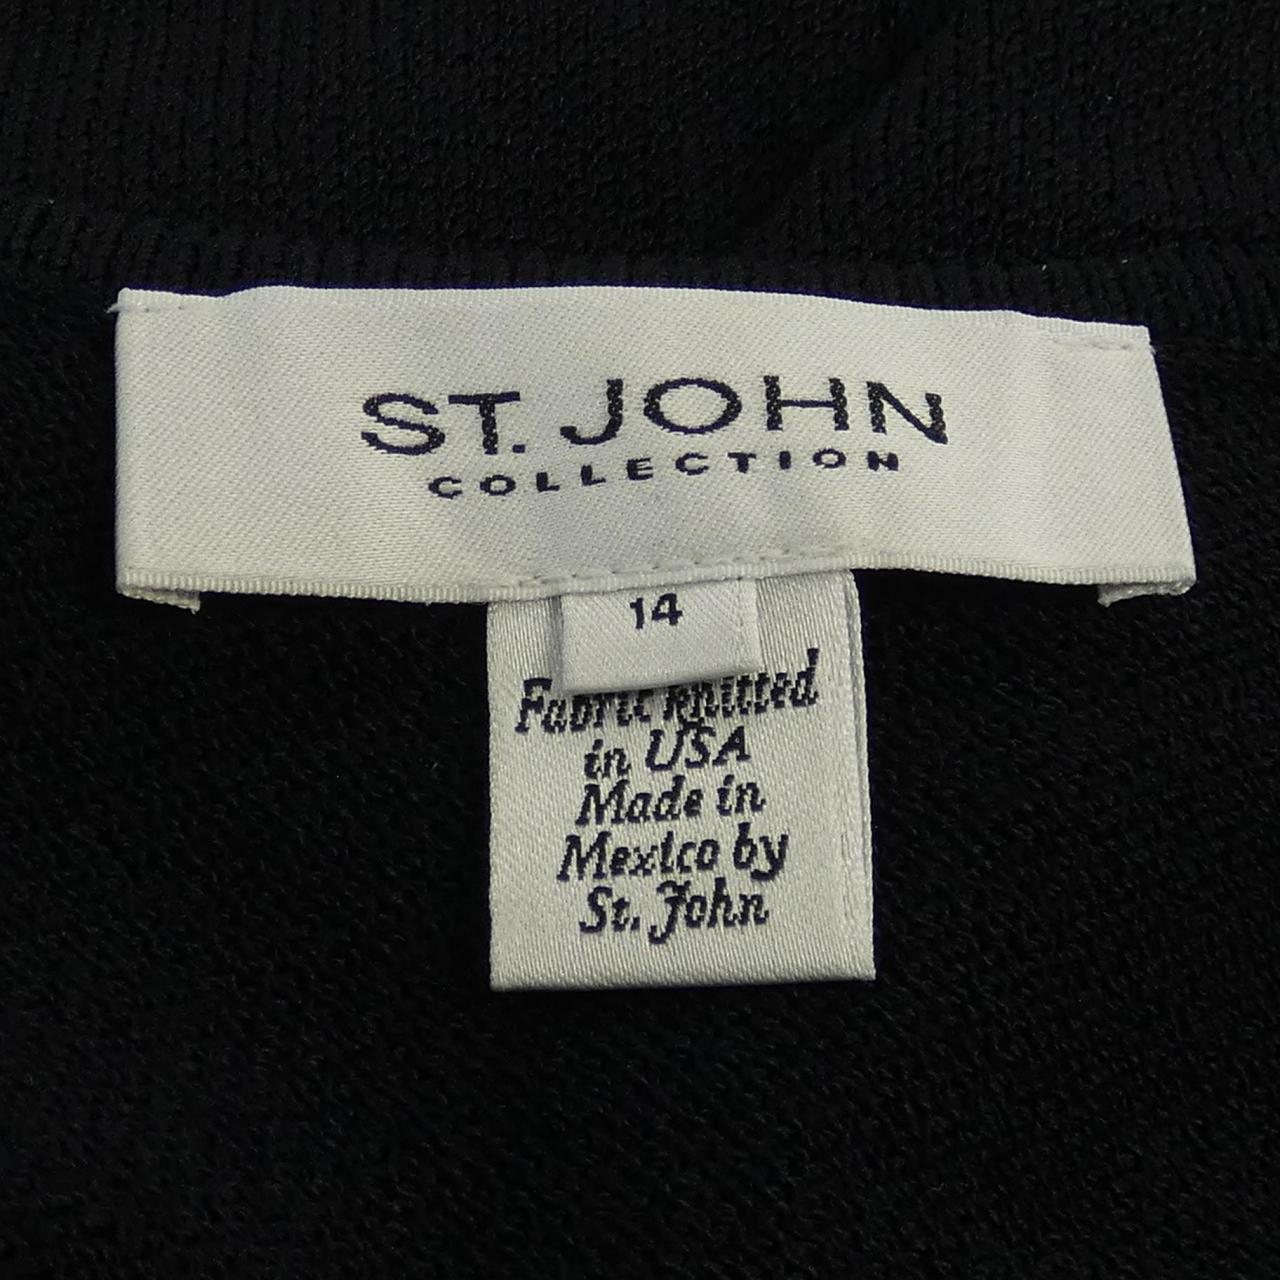 ST. JOHN
COLLECTION
14
Fabric knitted
in USA
Made in
Mexico by
St. John